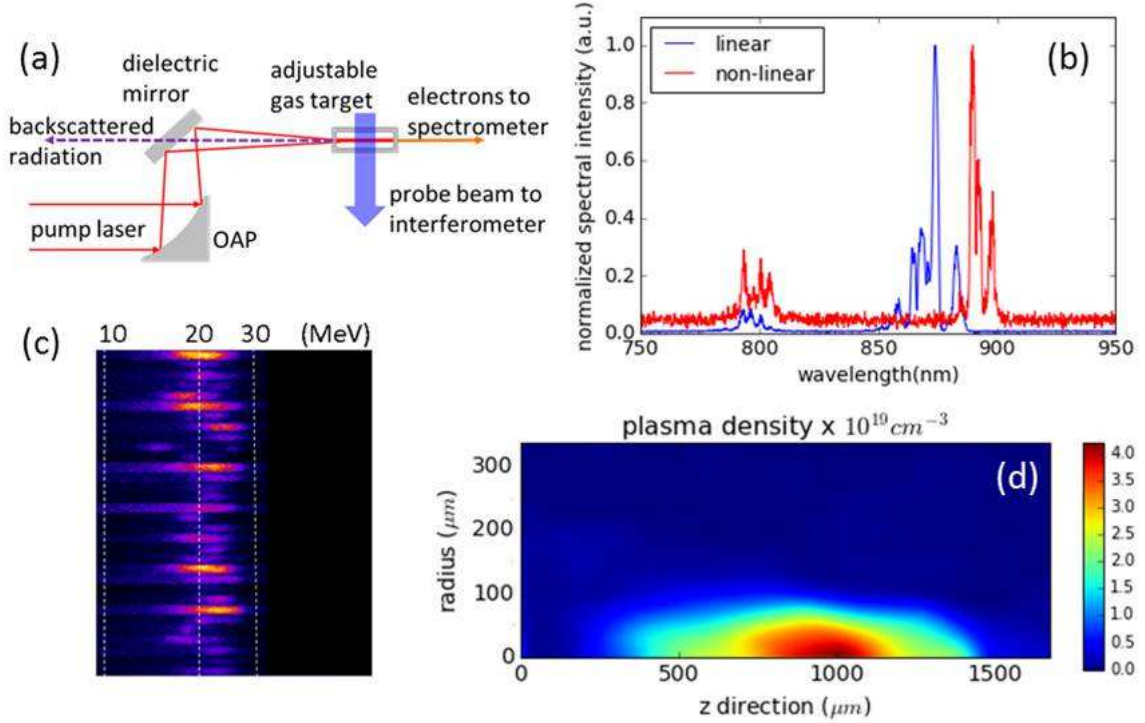 (a)
dielectric
mirror
adjustable
gas target
electrons to
spectrometer
backscattered
radiation
probe beam to
interferometer
pump laser
OAP
(b)
linear
non-linear
normalized spectral intensity (a.u.)
1.0
0.8
0.6
0.4
0.2
0.0
750 800 850 900 950
wavelength(nm)
(c)
10 20 30 (MeV)
plasma density x 10^{19}cm^{-3}
(d)
radius (μm)
300
200
100
0
0 500 1000 1500
z direction (μm)
4.0
3.5
3.0
2.5
2.0
1.5
1.0
0.5
0.0